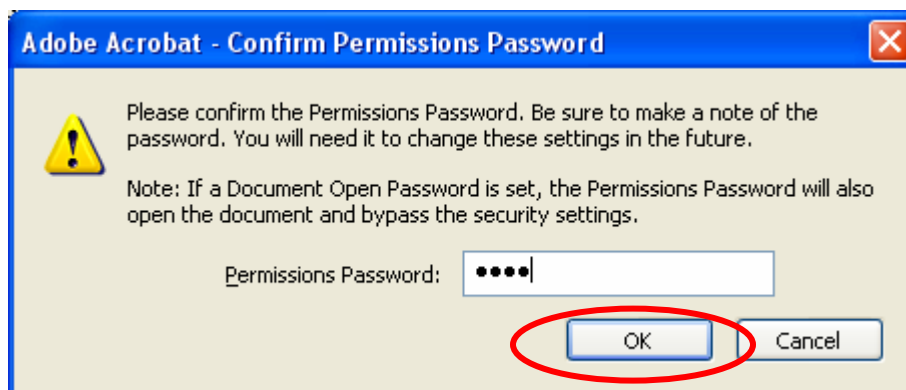 Adobe Acrobat - Confirm Permissions Password
Please confirm the Permissions Password. Be sure to make a note of the
password. You will need it to change these settings in the future.
Note: If a Document Open Password is set, the Permissions Password will also
open the document and bypass the security settings.
Permissions Password: ••••
OK Cancel